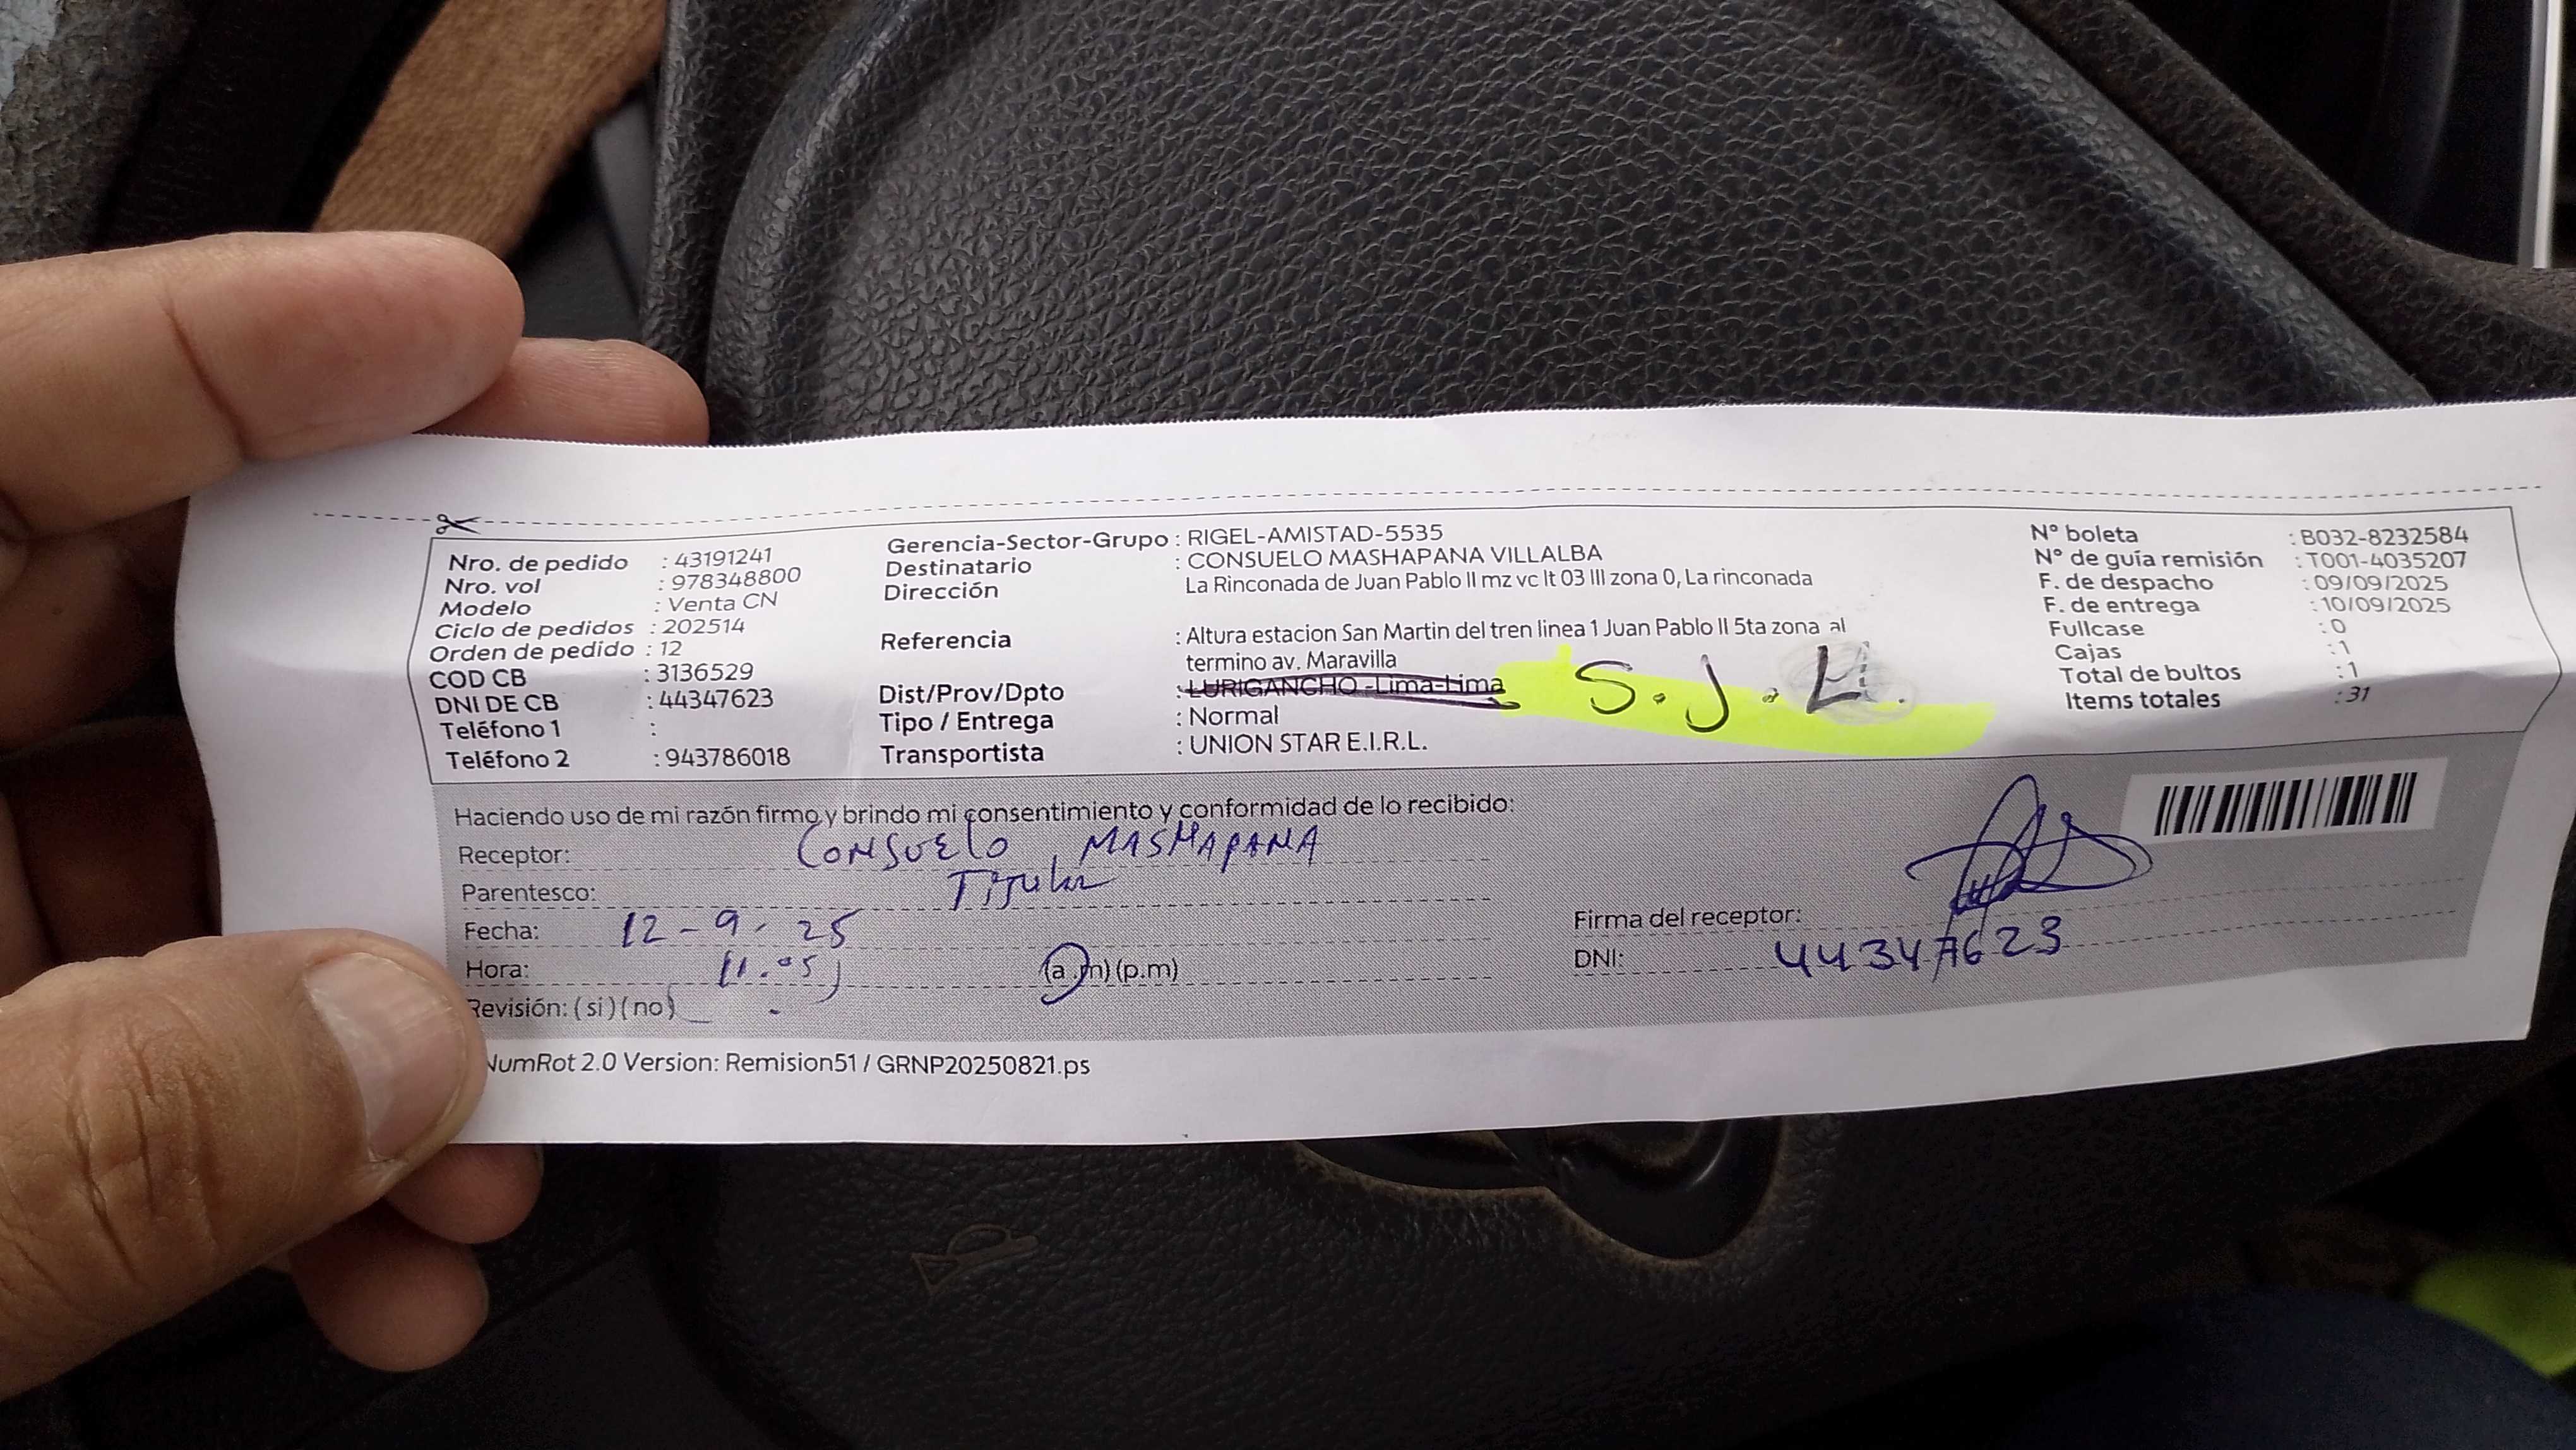 Nro. de pedido : 43191241
Nro. vol : 978348800
Modelo : Venta CN
Ciclo de pedidos : 202514
Orden de pedido : 12
COD CB : 3136529
DNI DE CB : 44347623
Teléfono 1 :
Teléfono 2 : 943786018
Gerencia-Sector-Grupo : RIGEL-AMISTAD-5535
Destinatario : CONSUELO MASHAPANA VILLALBA
Dirección La Rinconada de Juan Pablo II mz vc lt 03 III zona 0, La rinconada
Referencia : Altura estacion San Martin del tren linea 1 Juan Pablo II 5ta zona al
termino av. Maravilla
Dist/Prov/Dpto : LURIGANCHO -Lima-Lima S. J. L.
Tipo / Entrega : Normal
Transportista : UNION STAR E.I.R.L.
Nº boleta : B032-8232584
Nº de guía remisión : T001-4035207
F. de despacho : 09/09/2025
F. de entrega : 10/09/2025
Fullcase : 0
Cajas : 1
Total de bultos : 1
Items totales : 31
Haciendo uso de mi razón firmo y brindo mi consentimiento y conformidad de lo recibido:
Receptor: CONSUELO MASHAPANA
Parentesco: Titular
Fecha: 12-9-25
Hora: 11:05 (a.m)(p.m)
Revisión: (si)(no)
Firma del receptor:
DNI: 44347623
NumRot 2.0 Version: Remision51 / GRNP20250821.ps